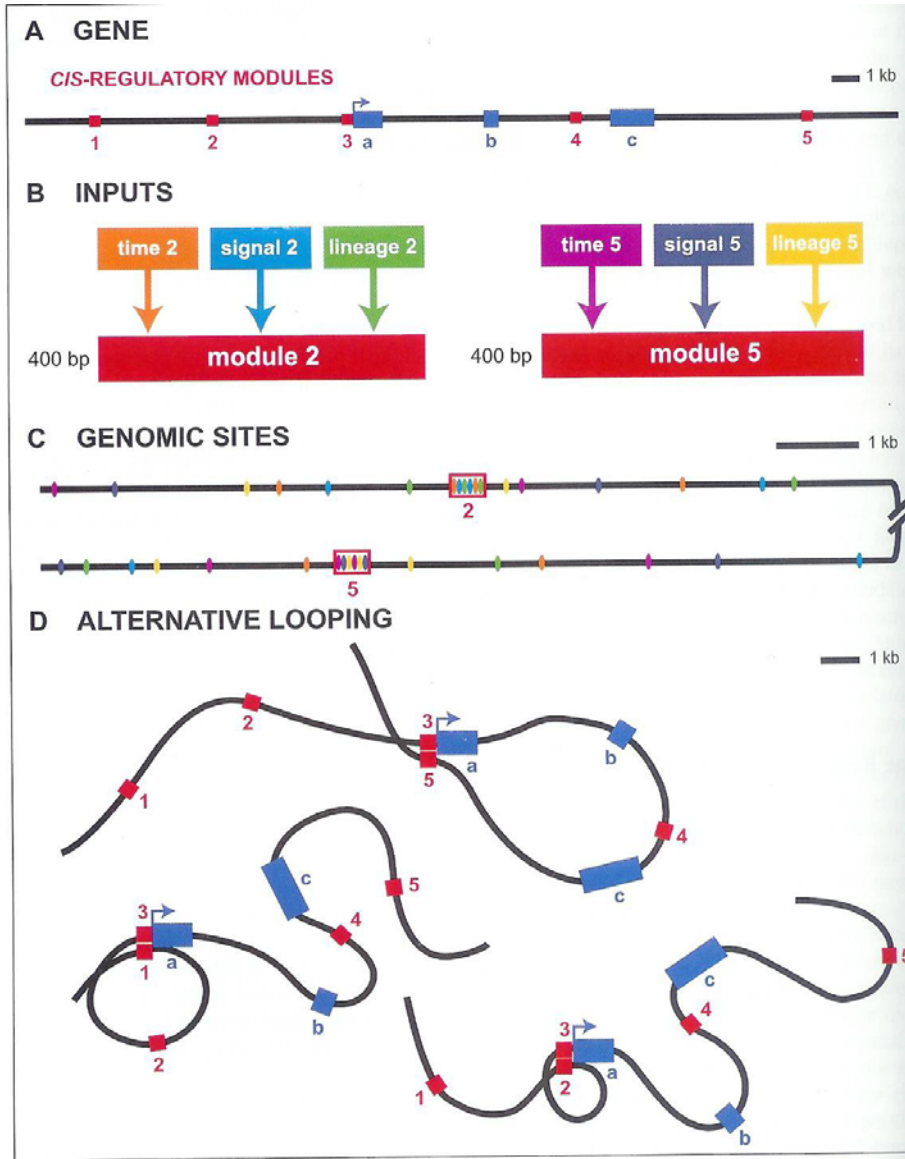 A GENE
CIS-REGULATORY MODULES
1 kb
1 2 3 a b 4 c 5
B INPUTS
time 2 signal 2 lineage 2 time 5 signal 5 lineage 5
400 bp module 2 400 bp module 5
C GENOMIC SITES
1 kb
2
5
D ALTERNATIVE LOOPING
1 kb
2 3 a b
5
1 4
c
c 5
3 4
1 a
b
2
c 5
4
3
1 2 a
b